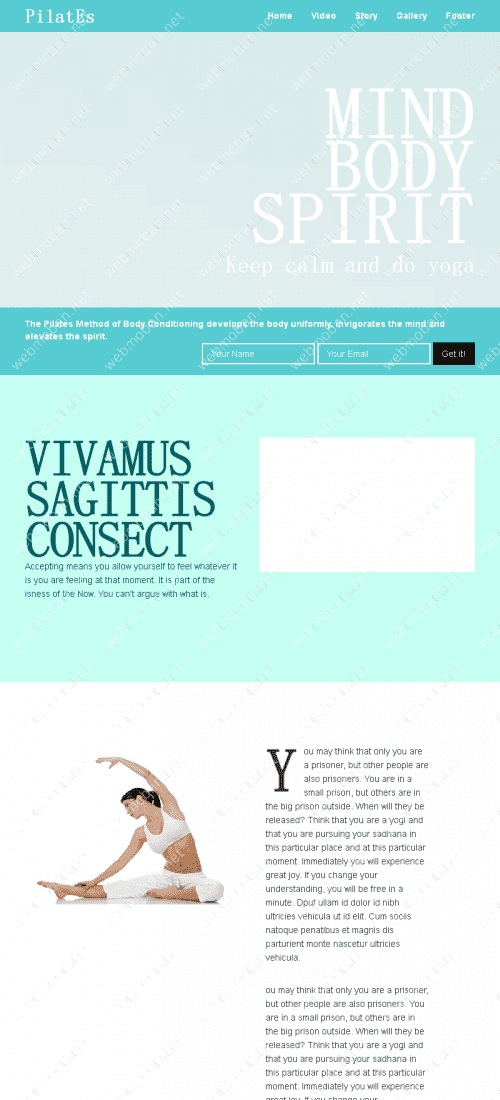 PilatEs
Home Video Story Gallery Footer
MIND
BODY
SPIRIT
Keep calm and do yoga
The Pilates Method of Body Conditioning develops the body uniformly, invigorates the mind and
elevates the spirit.
Your Name Your Email Get it!
VIVAMUS
SAGITTIS
CONSECT
Accepting means you allow yourself to feel whatever it
is you are feeling at that moment. It is part of the
isness of the Now. You can't argue with what is.
You may think that only you are
a prisoner, but other people are
also prisoners. You are in a
small prison, but others are in
the big prison outside. When will they be
released? Think that you are a yogi and
that you are pursuing your sadhana in
this particular place and at this particular
moment. Immediately you will experience
great joy. If you change your
understanding, you will be free in a
minute. Dpuf ullam id dolor id nibh
ultricies vehicula ut id elit. Cum sociis
natoque penatibus et magnis dis
parturient monte nascetur ultricies
vehicula.
ou may think that only you are a prisoner,
but other people are also prisoners. You
are in a small prison, but others are in
the big prison outside. When will they be
released? Think that you are a yogi and
that you are pursuing your sadhana in
this particular place and at this particular
moment. Immediately you will experience
great joy. If you change your